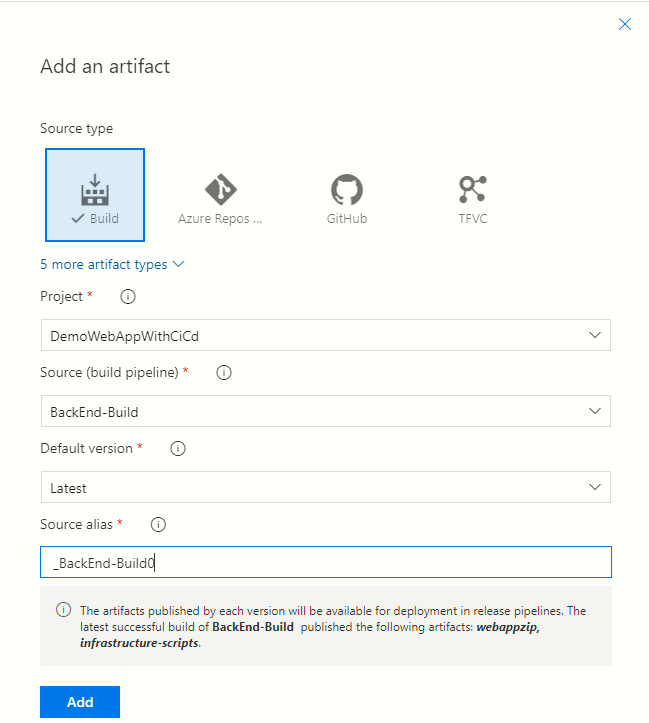 Add an artifact
Source type
Build
Azure Repos ...
GitHub
TFVC
5 more artifact types
Project *
DemoWebAppWithCiCd
Source (build pipeline) *
BackEnd-Build
Default version *
Latest
Source alias *
_BackEnd-Build0
The artifacts published by each version will be available for deployment in release pipelines. The
latest successful build of BackEnd-Build published the following artifacts: webappzip,
infrastructure-scripts.
Add